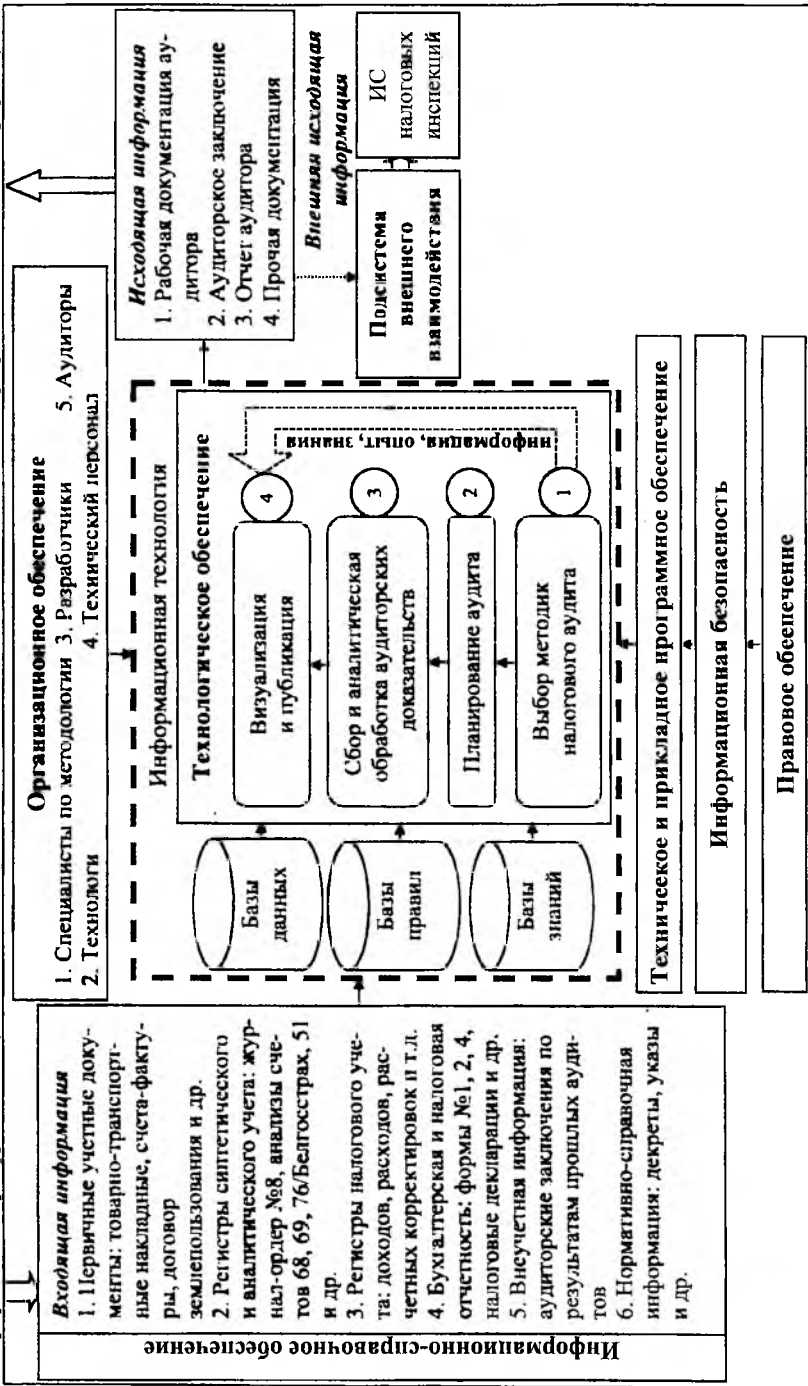 Организационное обеспечение
1. Специалисты по методологии 3. Разработчики 5. Аудиторы
2. Технологи 4. Технический персонал
Информационно-справочное обеспечение
Входящая информация
1. Первичные учетные доку-
менты: товарно-транспорт-
ные накладные, счета-факту-
ры, договор
землепользования и др.
2. Регистры синтетического
и аналитического учета: жур-
нал-ордер №8, анализы сче-
тов 68, 69, 76/Белгосстрах, 51
и др.
3. Регистры налогового уче-
та: доходов, расходов, рас-
четных корректировок и т.д.
4. Бухгалтерская и налоговая
отчетность: формы №1, 2, 4,
налоговые декларации и др.
5. Внеучетная информация:
аудиторские заключения по
результатам прошлых ауди-
тов
6. Нормативно-справочная
информация: декреты, указы
и др.
Информационная технология
Базы
данных
Базы
правил
Базы
знаний
Технологическое обеспечение
Визуализация
и публикация
4
Сбор и аналитическая
обработка аудиторских
доказательств
3
Планирование аудита
2
Выбор методик
налогового аудита
1
информация, опыт, знания
Исходящая информация
1. Рабочая документация ау-
дитора
2. Аудиторское заключение
3. Отчет аудитора
4. Прочая документация
Внешняя исходящая
информация
Подсистема
внешнего
взаимодействия
ИС
налоговых
инспекций
Техническое и прикладное программное обеспечение
Информационная безопасность
Правовое обеспечение